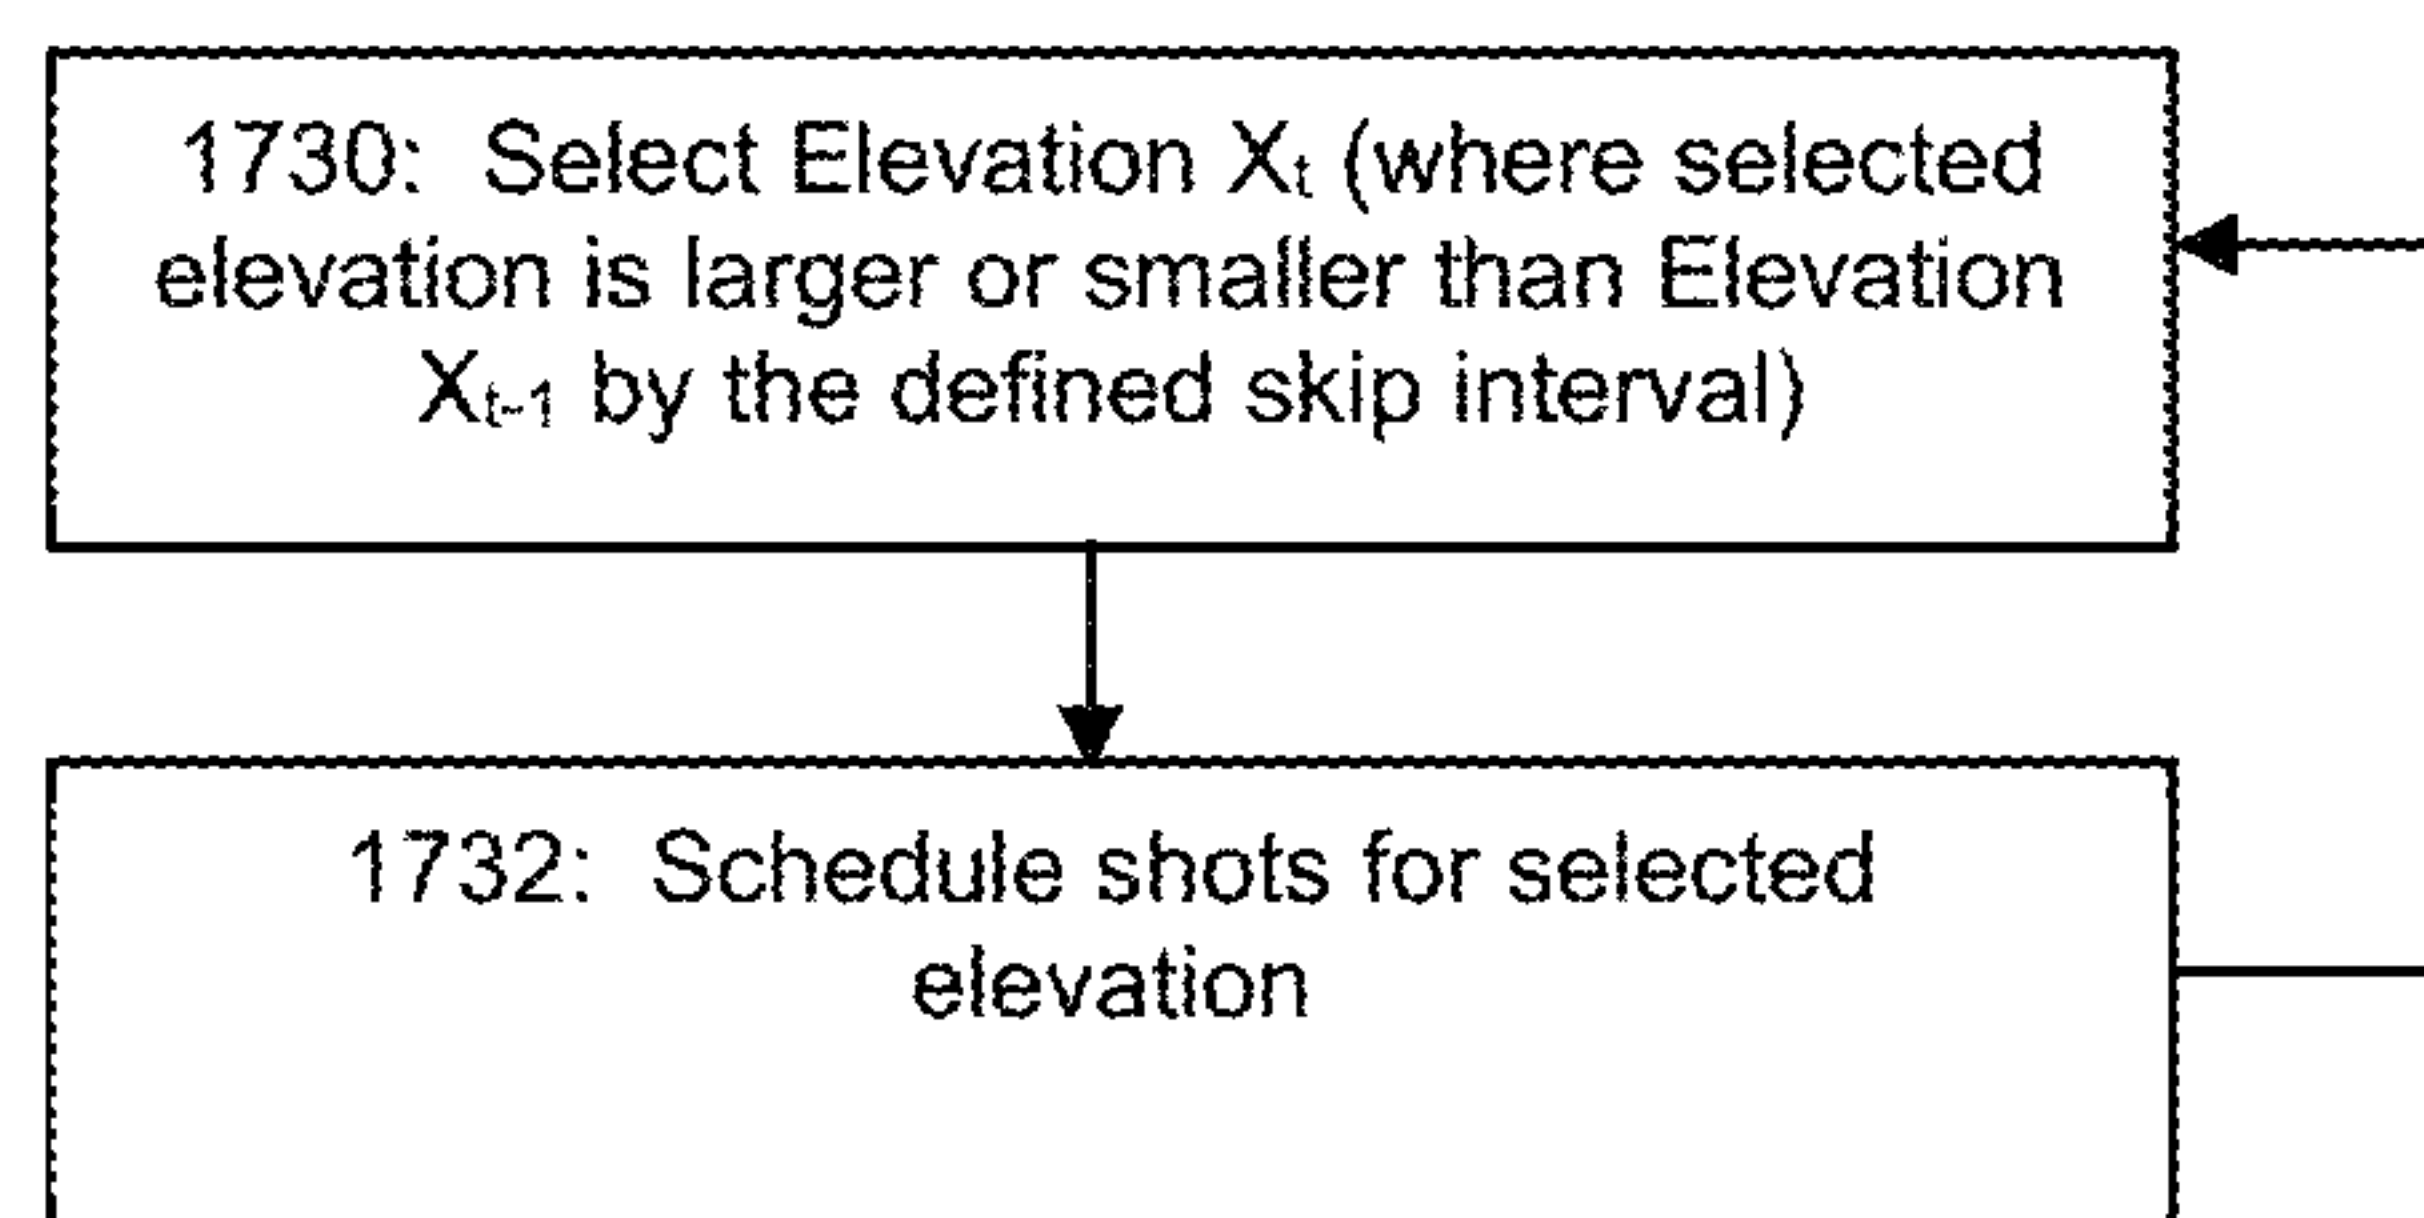 1730: Select Elevation Xₜ (where selected
elevation is larger or smaller than Elevation
Xₜ₋₁ by the defined skip interval)
1732: Schedule shots for selected
elevation